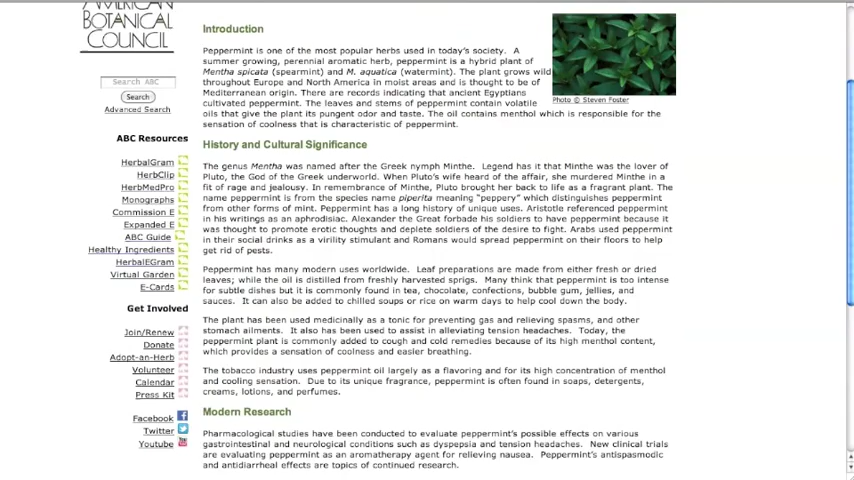 AMERICAN
BOTANICAL
COUNCIL
Search ABC
Search
Advanced Search
ABC Resources
HerbalGram
HerbClip
HerbMedPro
Monographs
Commission E
Expanded E
ABC Guide
Healthy Ingredients
HerbalEGram
Virtual Garden
E-Cards
Get Involved
Join/Renew
Donate
Adopt-an-Herb
Volunteer
Calendar
Press Kit
Facebook
Twitter
Youtube
Introduction
Peppermint is one of the most popular herbs used in today's society. A
summer growing, perennial aromatic herb, peppermint is a hybrid plant of
Mentha spicata (spearmint) and M. aquatica (watermint). The plant grows wild
throughout Europe and North America in moist areas and is thought to be of
Mediterranean origin. There are records indicating that ancient Egyptians
cultivated peppermint. The leaves and stems of peppermint contain volatile
oils that give the plant its pungent odor and taste. The oil contains menthol which is responsible for the
sensation of coolness that is characteristic of peppermint.
Photo © Steven Foster
History and Cultural Significance
The genus Mentha was named after the Greek nymph Minthe. Legend has it that Minthe was the lover of
Pluto, the God of the Greek underworld. When Pluto's wife heard of the affair, she murdered Minthe in a
fit of rage and jealousy. In remembrance of Minthe, Pluto brought her back to life as a fragrant plant. The
name peppermint is from the species name piperita meaning "peppery" which distinguishes peppermint
from other forms of mint. Peppermint has a long history of unique uses. Aristotle referenced peppermint
in his writings as an aphrodisiac. Alexander the Great forbade his soldiers to have peppermint because it
was thought to promote erotic thoughts and deplete soldiers of the desire to fight. Arabs used peppermint
in their social drinks as a virility stimulant and Romans would spread peppermint on their floors to help
get rid of pests.
Peppermint has many modern uses worldwide. Leaf preparations are made from either fresh or dried
leaves; while the oil is distilled from freshly harvested sprigs. Many think that peppermint is too intense
for subtle dishes but it is commonly found in tea, chocolate, confections, bubble gum, jellies, and
sauces. It can also be added to chilled soups or rice on warm days to help cool down the body.
The plant has been used medicinally as a tonic for preventing gas and relieving spasms, and other
stomach ailments. It also has been used to assist in alleviating tension headaches. Today, the
peppermint plant is commonly added to cough and cold remedies because of its high menthol content,
which provides a sensation of coolness and easier breathing.
The tobacco industry uses peppermint oil largely as a flavoring and for its high concentration of menthol
and cooling sensation. Due to its unique fragrance, peppermint is often found in soaps, detergents,
creams, lotions, and perfumes.
Modern Research
Pharmacological studies have been conducted to evaluate peppermint's possible effects on various
gastrointestinal and neurological conditions such as dyspepsia and tension headaches. New clinical trials
are evaluating peppermint as an aromatherapy agent for relieving nausea. Peppermint's antispasmodic
and antidiarrheal effects are topics of continued research.